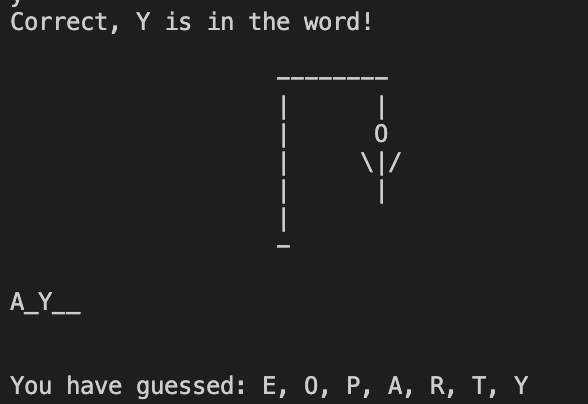 y
Correct, Y is in the word!
--------
|      |
|      O
|     \|/
|      |
|
-
A_Y__
You have guessed: E, O, P, A, R, T, Y